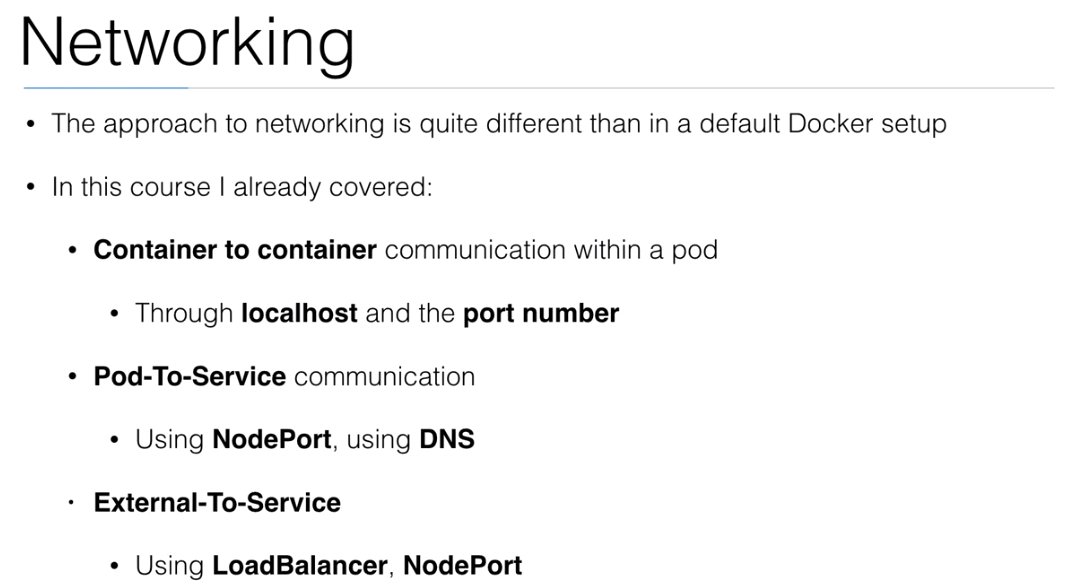 Networking
• The approach to networking is quite different than in a default Docker setup
• In this course I already covered:
• Container to container communication within a pod
• Through localhost and the port number
• Pod-To-Service communication
• Using NodePort, using DNS
• External-To-Service
• Using LoadBalancer, NodePort